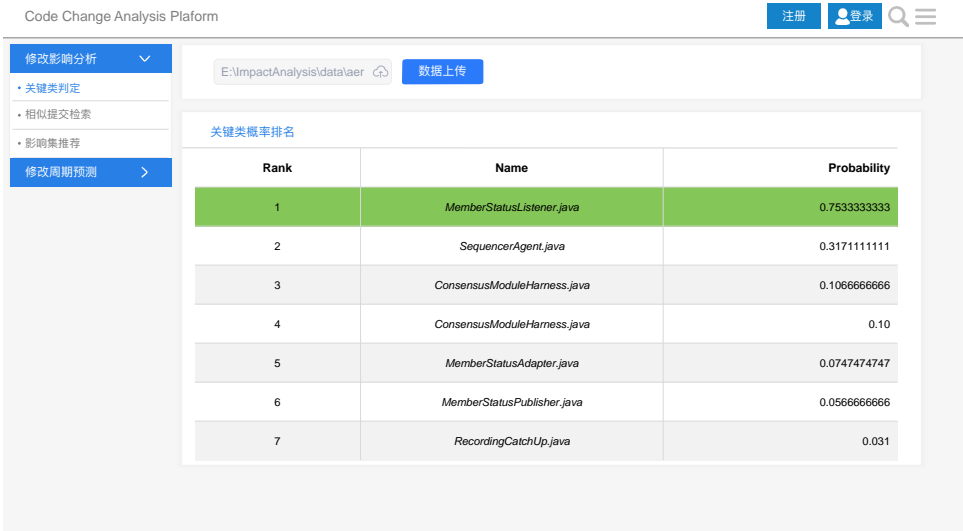 Code Change Analysis Plaform
注册
登录
修改影响分析
• 关键类判定
• 相似提交检索
• 影响集推荐
修改周期预测
E:\ImpactAnalysis\data\aer
数据上传
关键类概率排名
Rank Name Probability
1 MemberStatusListener.java 0.7533333333
2 SequencerAgent.java 0.3171111111
3 ConsensusModuleHarness.java 0.1066666666
4 ConsensusModuleHarness.java 0.10
5 MemberStatusAdapter.java 0.0747474747
6 MemberStatusPublisher.java 0.0566666666
7 RecordingCatchUp.java 0.031